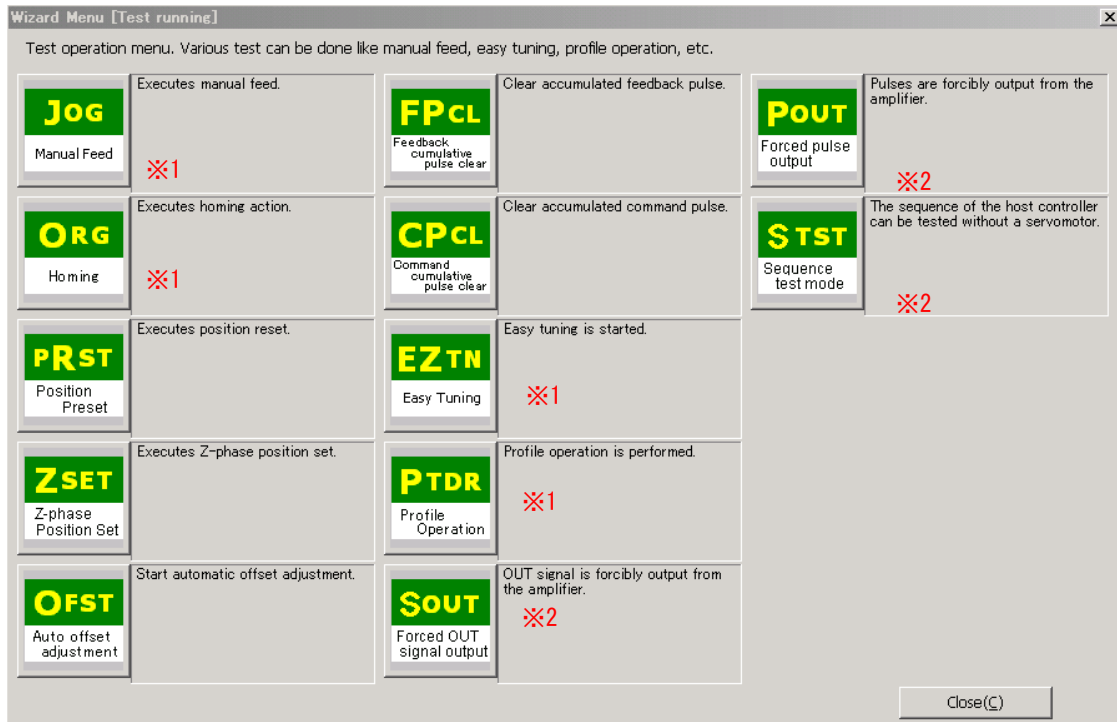 Wizard Menu [Test running]
Test operation menu. Various test can be done like manual feed, easy tuning, profile operation, etc.
JOG
Manual Feed
Executes manual feed.
※1
ORG
Homing
Executes homing action.
※1
PRST
Position
Preset
Executes position reset.
ZSET
Z-phase
Position Set
Executes Z-phase position set.
OFST
Auto offset
adjustment
Start automatic offset adjustment.
FPCL
Feedback
cumulative
pulse clear
Clear accumulated feedback pulse.
CPCL
Command
cumulative
pulse clear
Clear accumulated command pulse.
EZTN
Easy Tuning
Easy tuning is started.
※1
PTDR
Profile
Operation
Profile operation is performed.
※1
SOUT
Forced OUT
signal output
OUT signal is forcibly output from
the amplifier.
※2
POUT
Forced pulse
output
Pulses are forcibly output from the
amplifier.
※2
STST
Sequence
test mode
The sequence of the host controller
can be tested without a servomotor.
※2
Close(C)